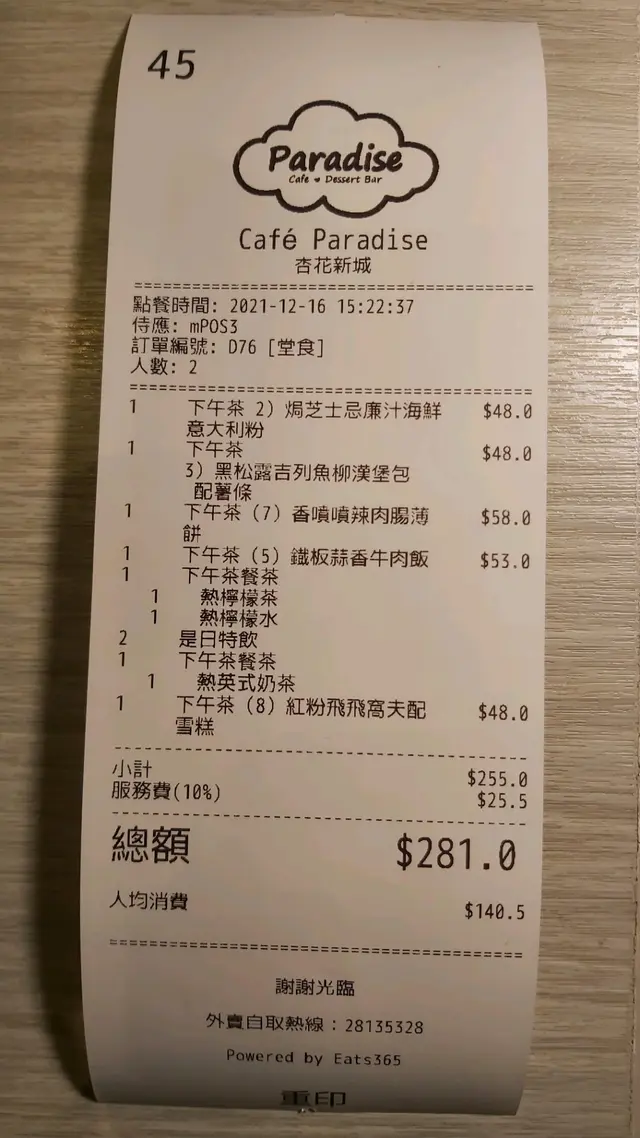 45
Paradise
Cafe Dessert Bar
Café Paradise
杏花新城
點餐時間: 2021-12-16 15:22:37
侍應: mPOS3
訂單編號: D76 [堂食]
人數: 2
1 下午茶 2) 焗芝士忌廉汁海鮮 $48.0
意大利粉
1 下午茶 $48.0
3) 黑松露吉列魚柳漢堡包
配薯條
1 下午茶 (7) 香噴噴辣肉腸薄 $58.0
餅
1 下午茶 (5) 鐵板蒜香牛肉飯 $53.0
1 下午茶餐茶
1 熱檸檬茶
1 熱檸檬水
2 是日特飲
1 下午茶餐茶
1 熱英式奶茶
1 下午茶 (8) 紅粉飛飛窩夫配 $48.0
雪糕
小計 $255.0
服務費(10%) $25.5
總額 $281.0
人均消費 $140.5
謝謝光臨
外賣自取熱線：28135328
Powered by Eats365
重印